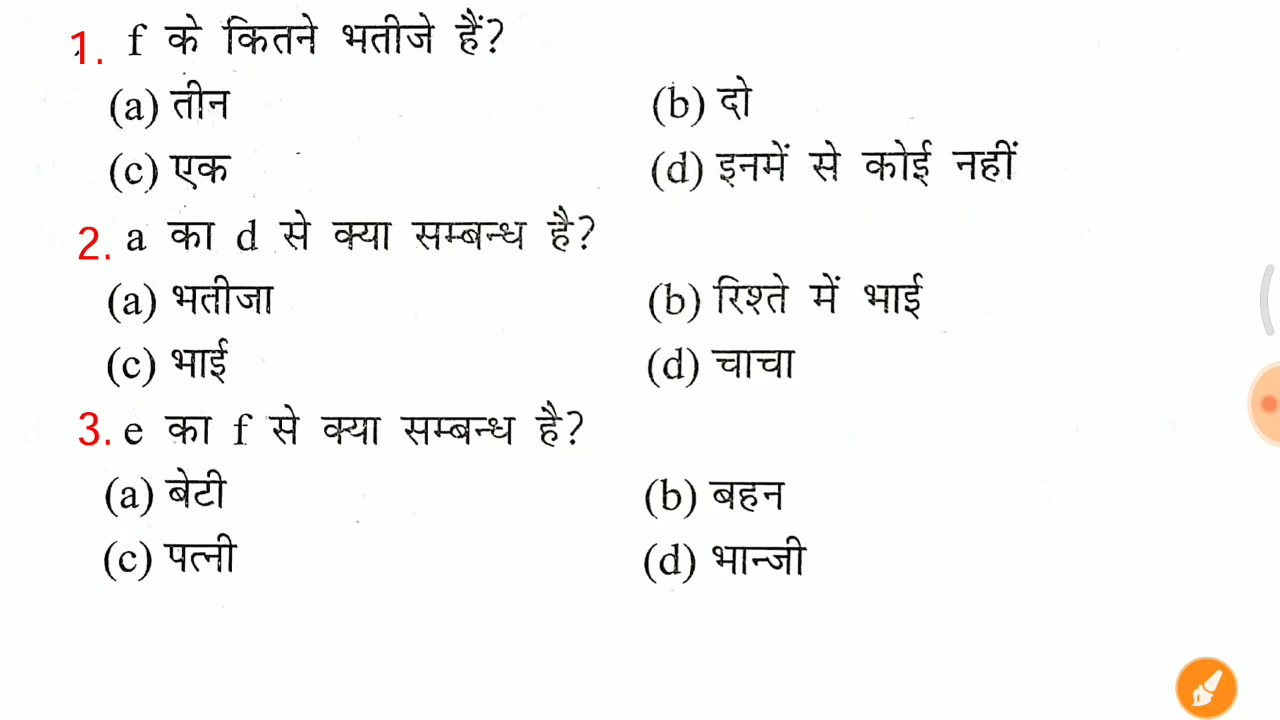 1. f के कितने भतीजे हैं?
(a) तीन (b) दो
(c) एक (d) इनमें से कोई नहीं
2. a का d से क्या सम्बन्ध है?
(a) भतीजा (b) रिश्ते में भाई
(c) भाई (d) चाचा
3. e का f से क्या सम्बन्ध है?
(a) बेटी (b) बहन
(c) पत्नी (d) भान्जी